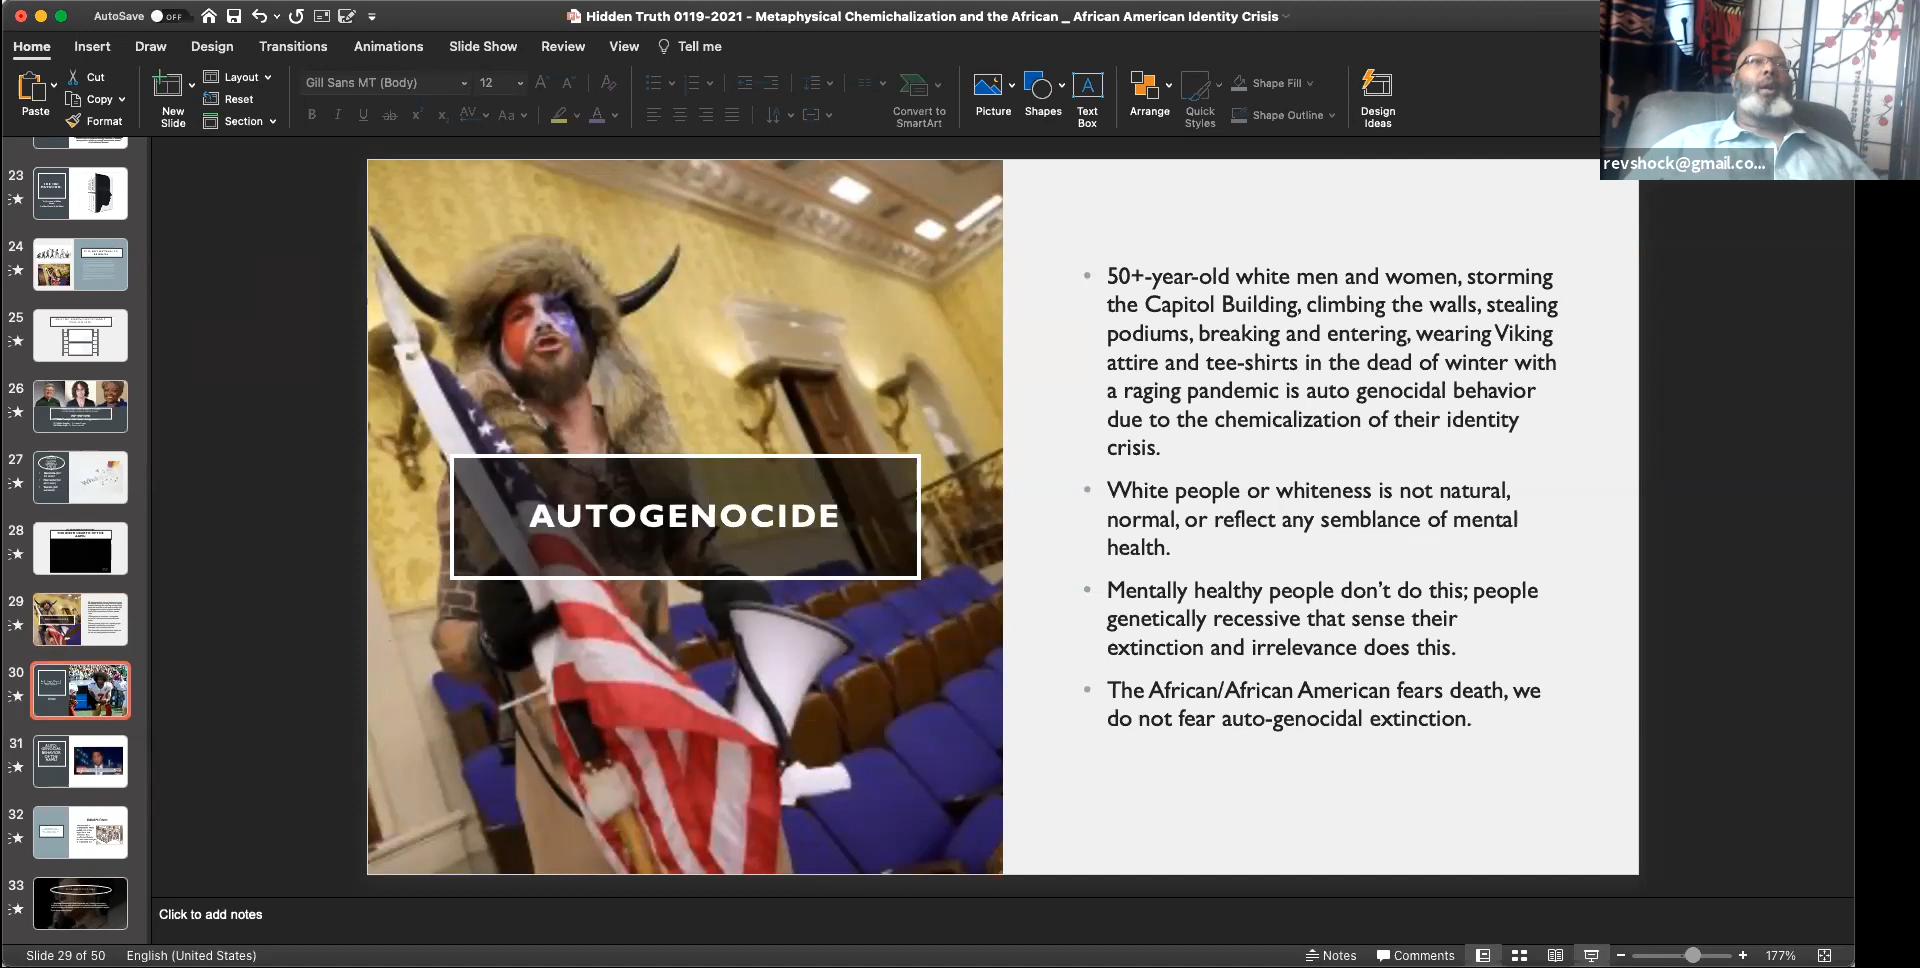 AutoSave OFF
Hidden Truth 0119-2021 - Metaphysical Chemichalization and the African _ African American Identity Crisis
Home Insert Draw Design Transitions Animations Slide Show Review View Tell me
Paste
Cut
Copy
Format
New Slide
Layout
Reset
Section
Gill Sans MT (Body) 12
Convert to SmartArt
Picture
Shapes
Text Box
Arrange
Quick Styles
Shape Fill
Shape Outline
Design Ideas
revshock@gmail.co...
23
24
25
26
27
28
29
30
31
32
33
AUTOGENOCIDE
• 50+-year-old white men and women, storming
the Capitol Building, climbing the walls, stealing
podiums, breaking and entering, wearing Viking
attire and tee-shirts in the dead of winter with
a raging pandemic is auto genocidal behavior
due to the chemicalization of their identity
crisis.
• White people or whiteness is not natural,
normal, or reflect any semblance of mental
health.
• Mentally healthy people don't do this; people
genetically recessive that sense their
extinction and irrelevance does this.
• The African/African American fears death, we
do not fear auto-genocidal extinction.
Click to add notes
Slide 29 of 50 English (United States)
Notes Comments 177%